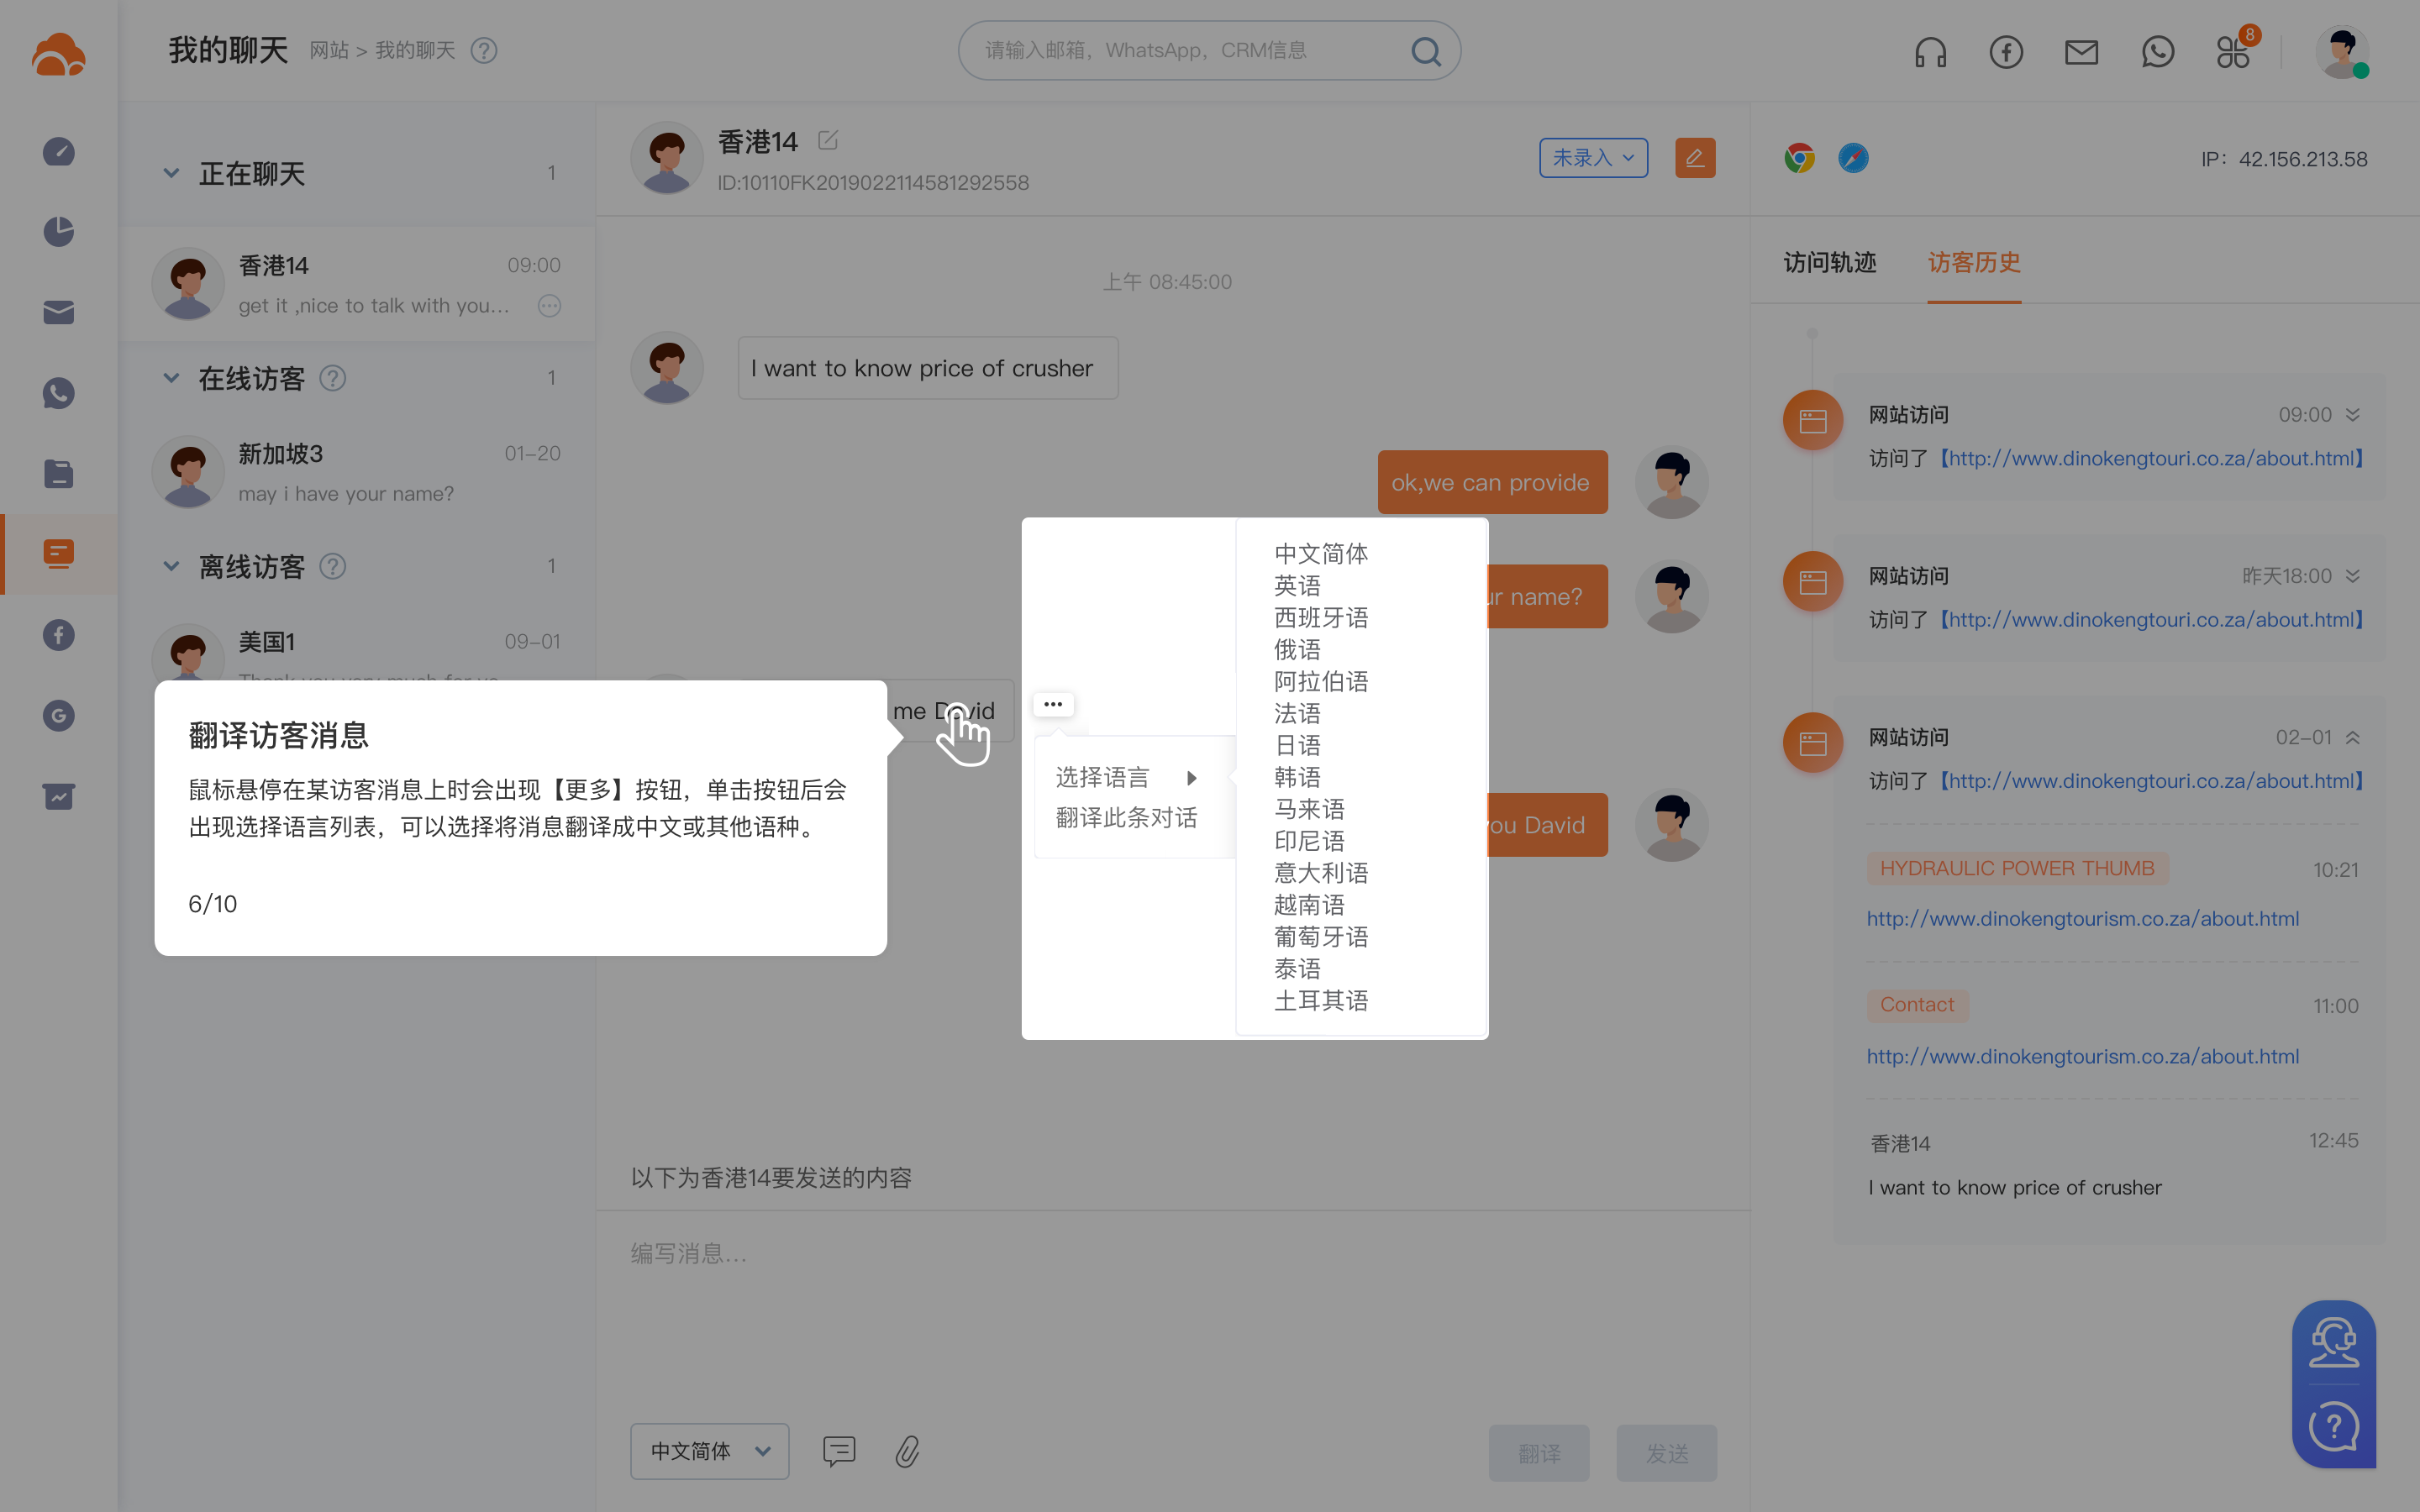 我的聊天 网站 > 我的聊天 ?
请输入邮箱，WhatsApp，CRM信息
8
正在聊天 1
香港14 09:00
get it ,nice to talk with you...
在线访客 ? 1
新加坡3 01-20
may i have your name?
离线访客 ? 1
美国1 09-01
香港14
ID:10110FK2019022114581292558
未录入
上午 08:45:00
I want to know price of crusher
ok,we can provide
name?
me David
David
翻译访客消息
鼠标悬停在某访客消息上时会出现【更多】按钮，单击按钮后会
出现选择语言列表，可以选择将消息翻译成中文或其他语种。
6/10
选择语言
翻译此条对话
中文简体
英语
西班牙语
俄语
阿拉伯语
法语
日语
韩语
马来语
印尼语
意大利语
越南语
葡萄牙语
泰语
土耳其语
以下为香港14要发送的内容
编写消息...
中文简体
翻译
发送
IP：42.156.213.58
访问轨迹 访客历史
网站访问 09:00
访问了【http://www.dinokengtouri.co.za/about.html】
网站访问 昨天18:00
访问了【http://www.dinokengtouri.co.za/about.html】
网站访问 02-01
访问了【http://www.dinokengtouri.co.za/about.html】
HYDRAULIC POWER THUMB 10:21
http://www.dinokengtourism.co.za/about.html
Contact 11:00
http://www.dinokengtourism.co.za/about.html
香港14 12:45
I want to know price of crusher